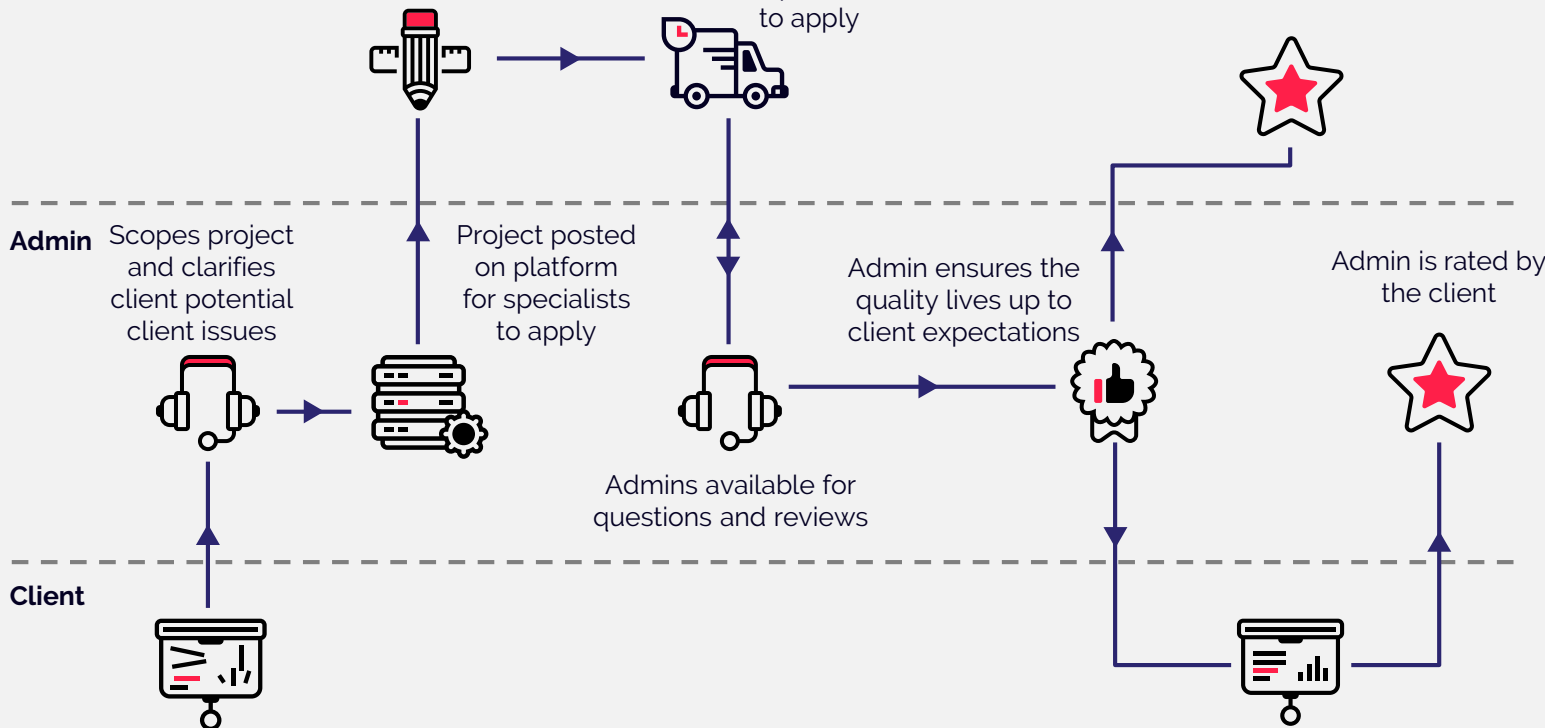 to apply
Admin
Scopes project
and clarifies
client potential
client issues
Project posted
on platform
for specialists
to apply
Admin ensures the
quality lives up to
client expectations
Admin is rated by
the client
Admins available for
questions and reviews
Client